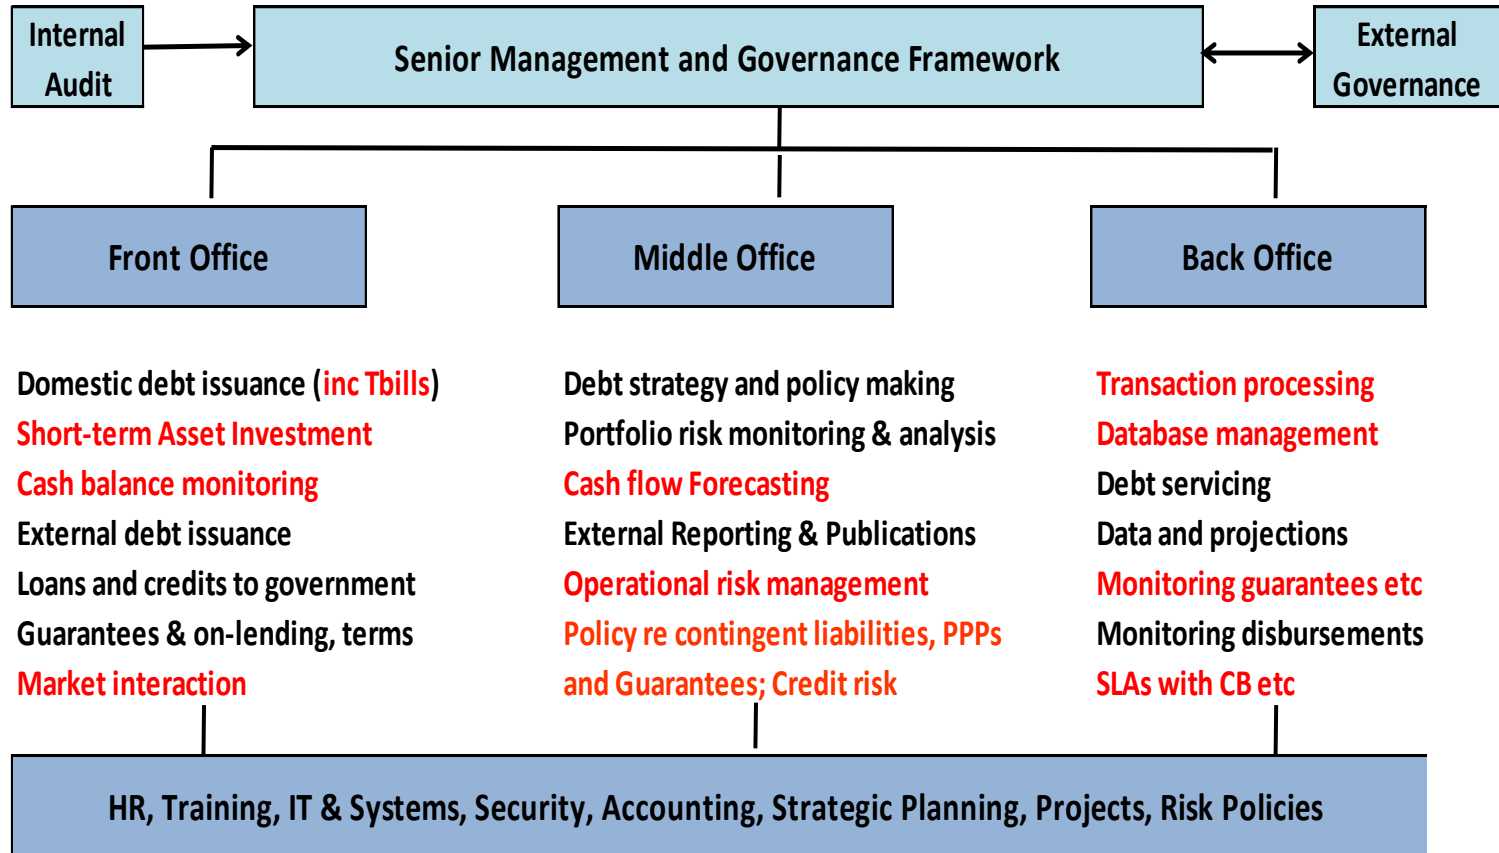 Internal
Audit
Senior Management and Governance Framework
External
Governance
Front Office
Middle Office
Back Office
Domestic debt issuance (inc Tbills)
Short-term Asset Investment
Cash balance monitoring
External debt issuance
Loans and credits to government
Guarantees & on-lending, terms
Market interaction
Debt strategy and policy making
Portfolio risk monitoring & analysis
Cash flow Forecasting
External Reporting & Publications
Operational risk management
Policy re contingent liabilities, PPPs
and Guarantees; Credit risk
Transaction processing
Database management
Debt servicing
Data and projections
Monitoring guarantees etc
Monitoring disbursements
SLAs with CB etc
HR, Training, IT & Systems, Security, Accounting, Strategic Planning, Projects, Risk Policies